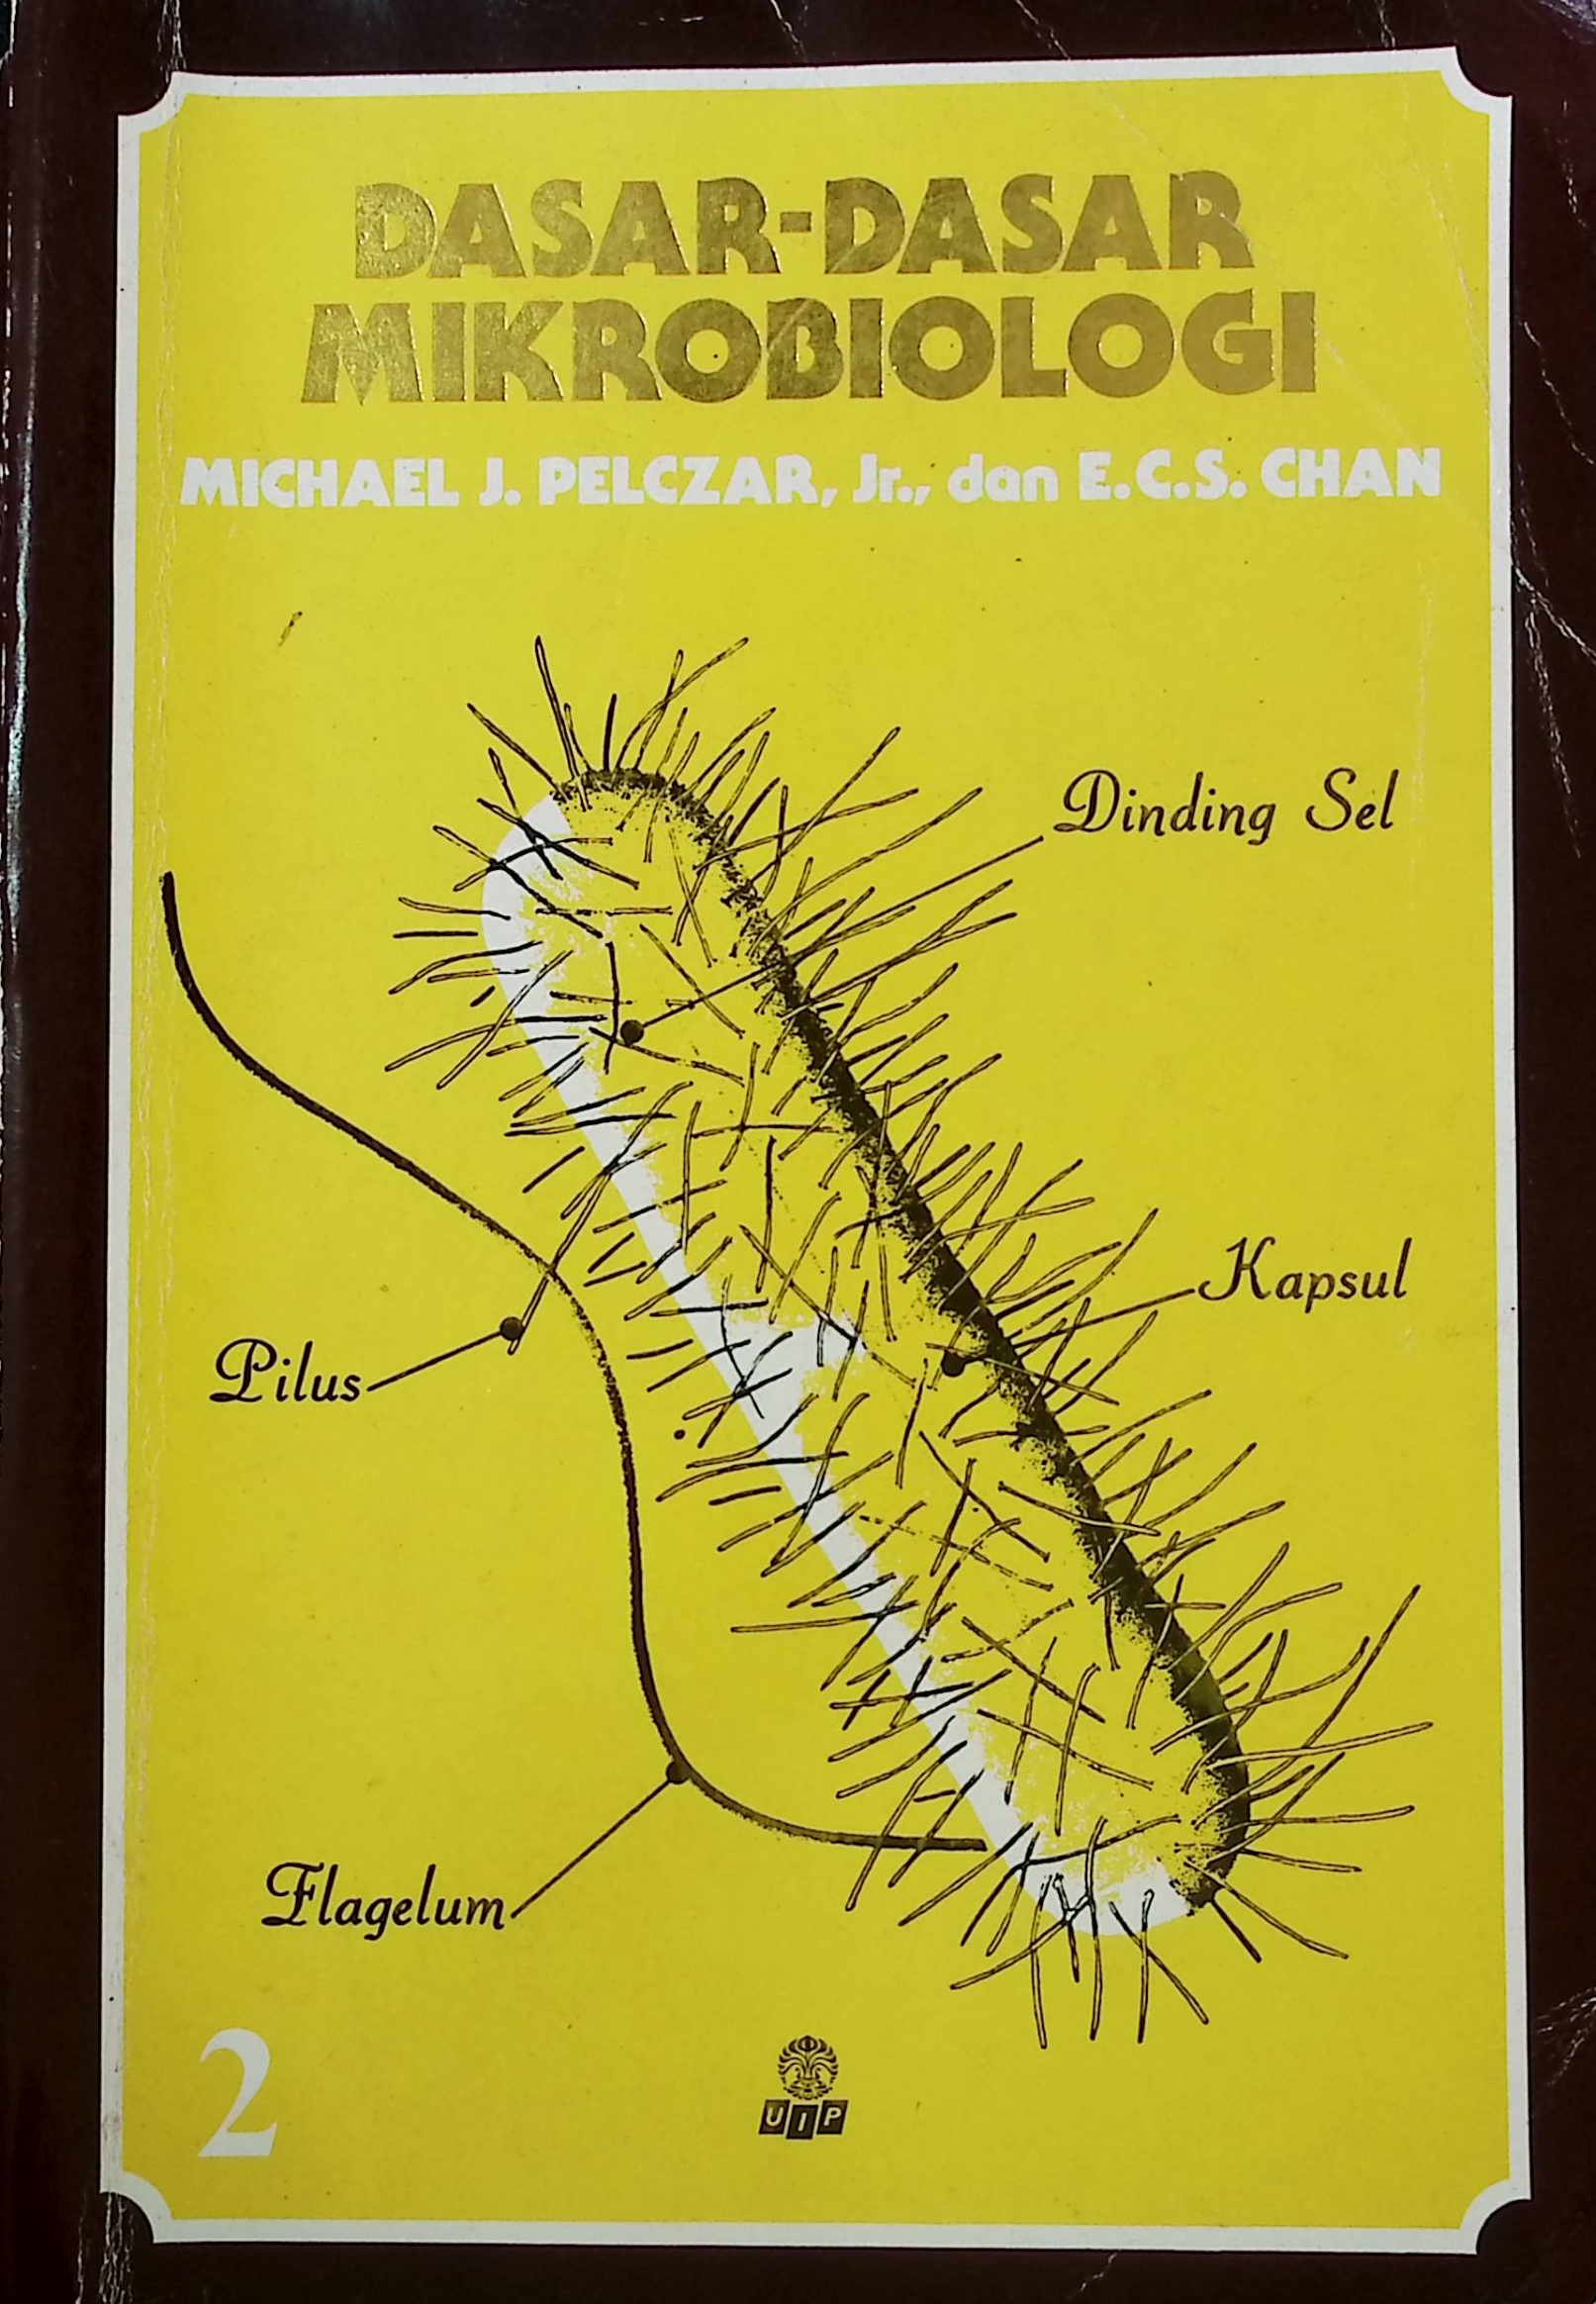 DASAR-DASAR
MIKROBIOLOGI
MICHAEL J. PELCZAR, Jr., dan E.C.S. CHAN
Dinding Sel
Kapsul
Pilus
Flagelum
2
UIP